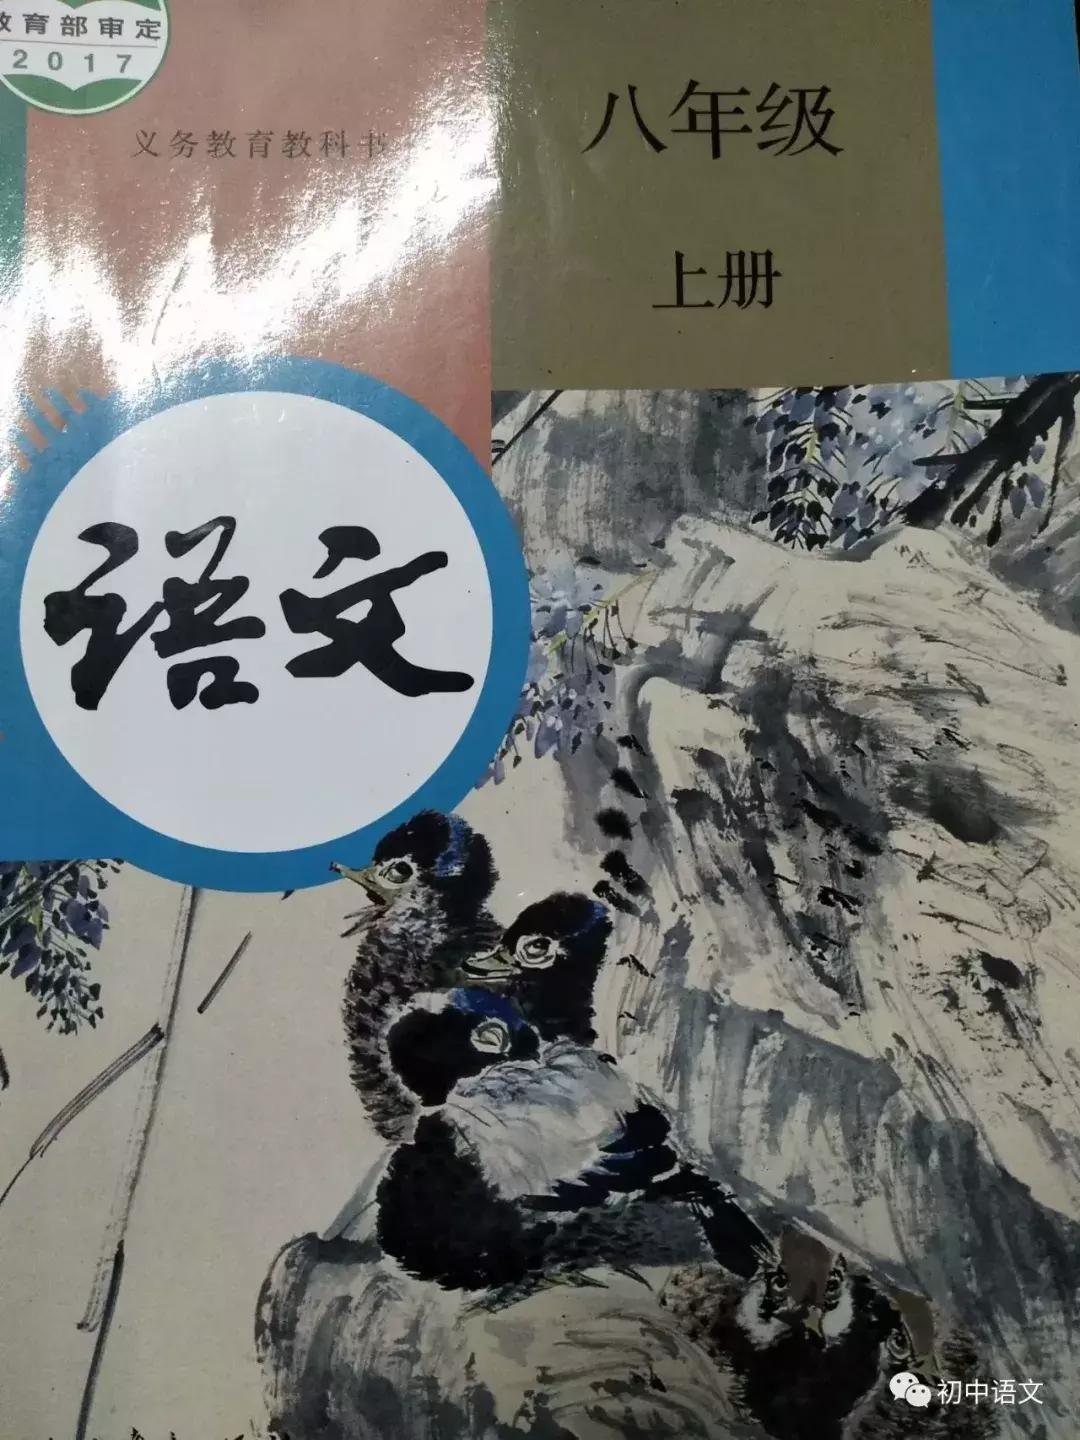 教育部审定
2017
义务教育教科书
八年级
上册
语文
初中语文